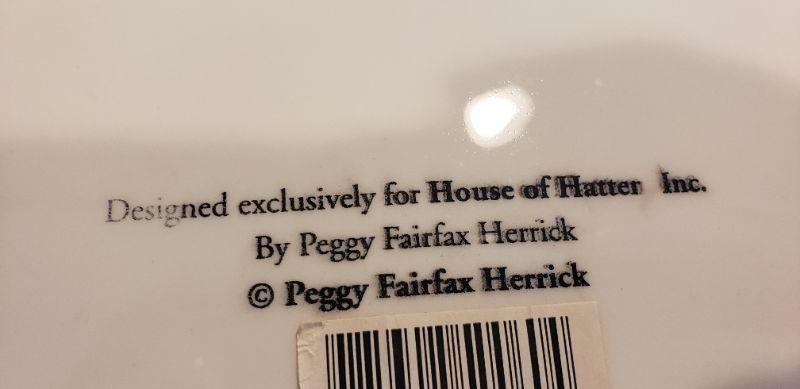 Designed exclusively for House of Hatten Inc.
By Peggy Fairfax Herrick
© Peggy Fairfax Herrick